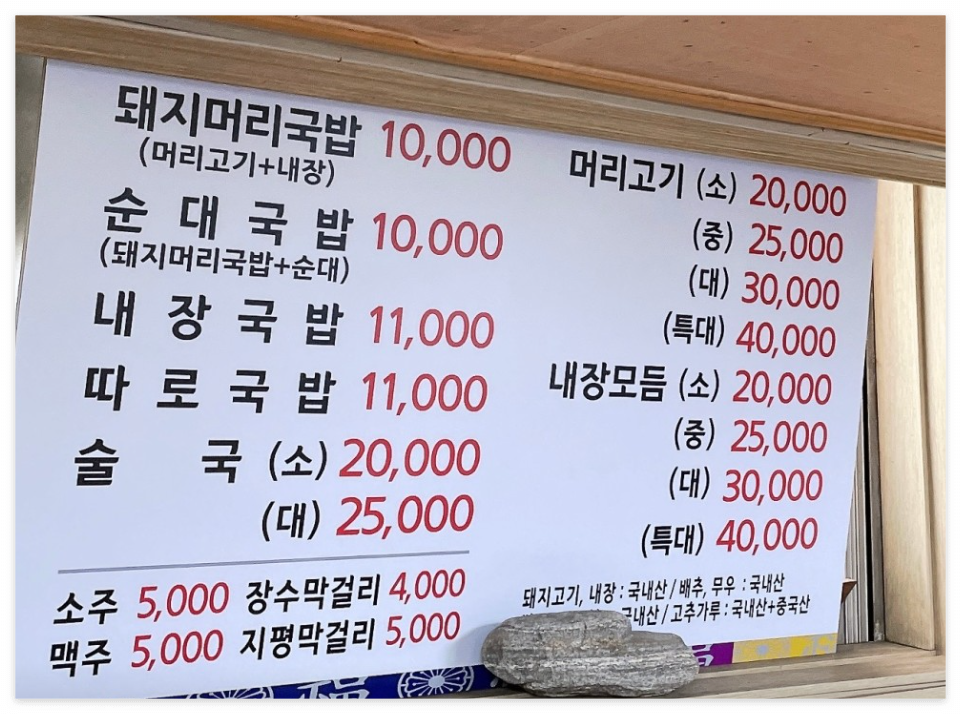 돼지머리국밥 10,000
(머리고기+내장)
순대국밥 10,000
(돼지머리국밥+순대)
내장국밥 11,000
따로국밥 11,000
술국 (소) 20,000
(대) 25,000
소주 5,000 장수막걸리 4,000
맥주 5,000 지평막걸리 5,000
머리고기 (소) 20,000
(중) 25,000
(대) 30,000
(특대) 40,000
내장모듬 (소) 20,000
(중) 25,000
(대) 30,000
(특대) 40,000
돼지고기, 내장 : 국내산 / 배추, 무우 : 국내산
국내산 / 고추가루 : 국내산+중국산